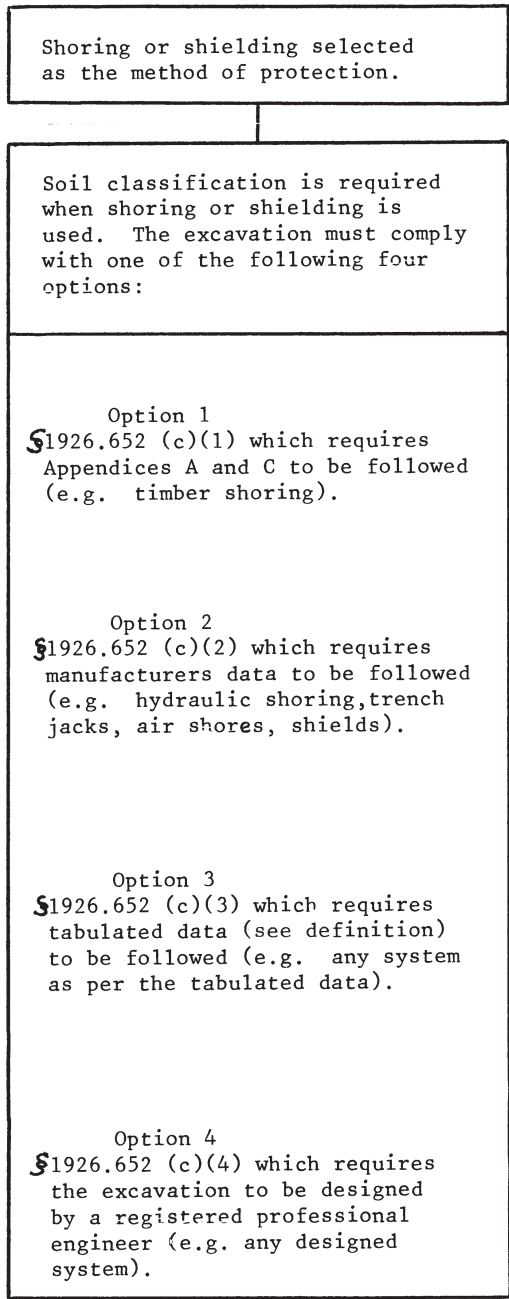 Shoring or shielding selected
as the method of protection.
Soil classification is required
when shoring or shielding is
used. The excavation must comply
with one of the following four
options:
Option 1
§1926.652 (c)(1) which requires
Appendices A and C to be followed
(e.g. timber shoring).
Option 2
§1926.652 (c)(2) which requires
manufacturers data to be followed
(e.g. hydraulic shoring,trench
jacks, air shores, shields).
Option 3
§1926.652 (c)(3) which requires
tabulated data (see definition)
to be followed (e.g. any system
as per the tabulated data).
Option 4
§1926.652 (c)(4) which requires
the excavation to be designed
by a registered professional
engineer (e.g. any designed
system).